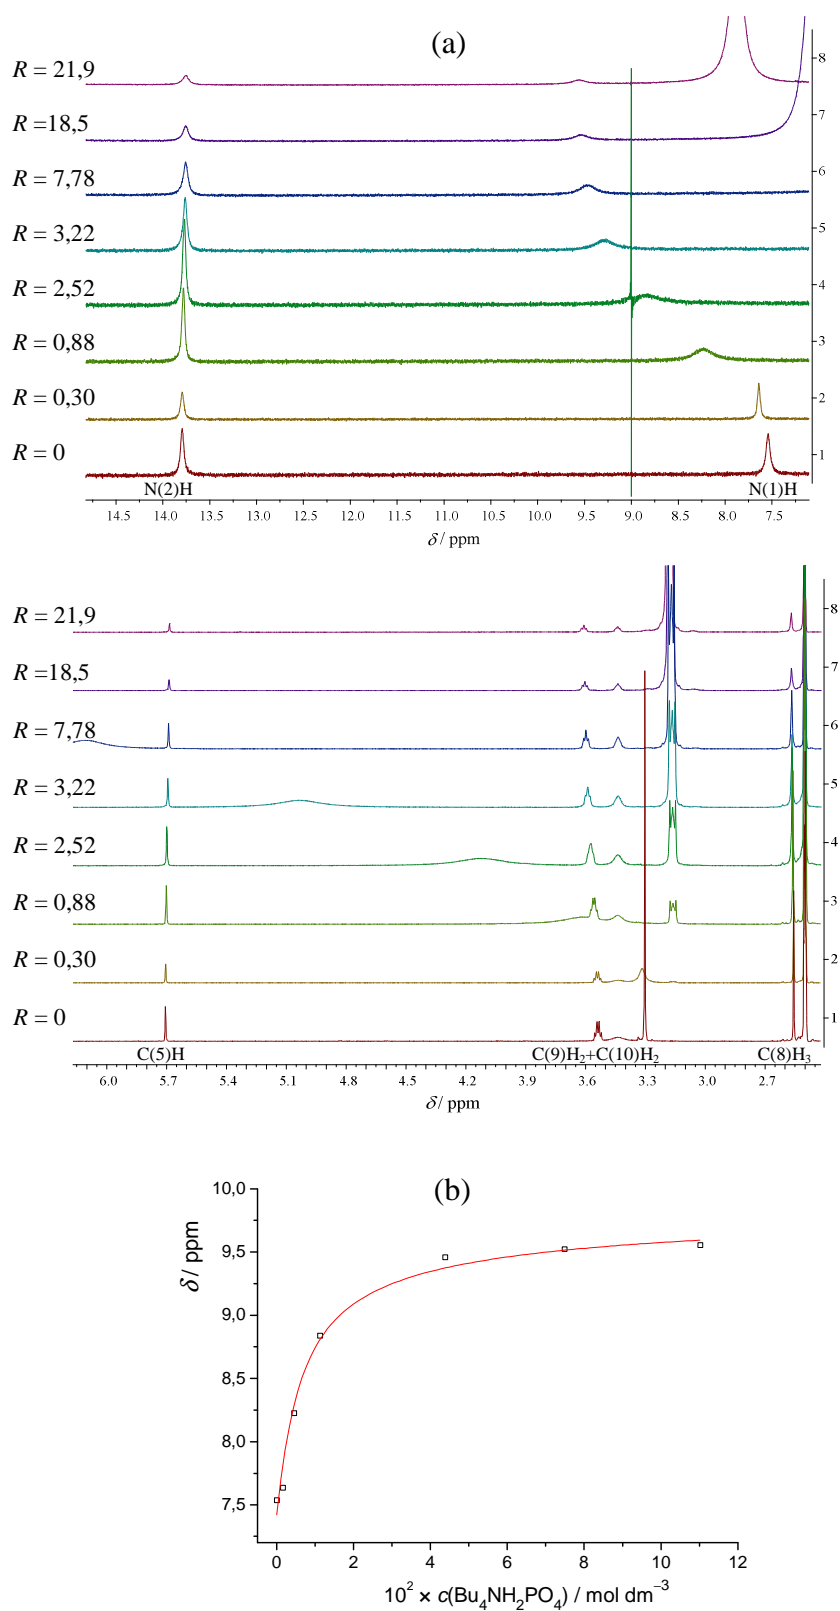 (a)
R = 21,9
8
7
R =18,5
6
R = 7,78
5
R = 3,22
4
R = 2,52
3
R = 0,88
2
R = 0,30
R = 0
1
N(2)H N(1)H
14.5 14.0 13.5 13.0 12.5 12.0 11.5 11.0 10.5 10.0 9.5 9.0 8.5 8.0 7.5
δ / ppm
R = 21,9
8
R =18,5
7
R = 7,78
6
R = 3,22
5
R = 2,52
4
R = 0,88
3
R = 0,30
2
R = 0
1
C(5)H C(9)H₂+C(10)H₂ C(8)H₃
6.0 5.7 5.4 5.1 4.8 4.5 4.2 3.9 3.6 3.3 3.0 2.7
δ / ppm
(b)
10,0
9,5
9,0
8,5
8,0
7,5
δ / ppm
0 2 4 6 8 10 12
10² × c(Bu₄NH₂PO₄) / mol dm⁻³